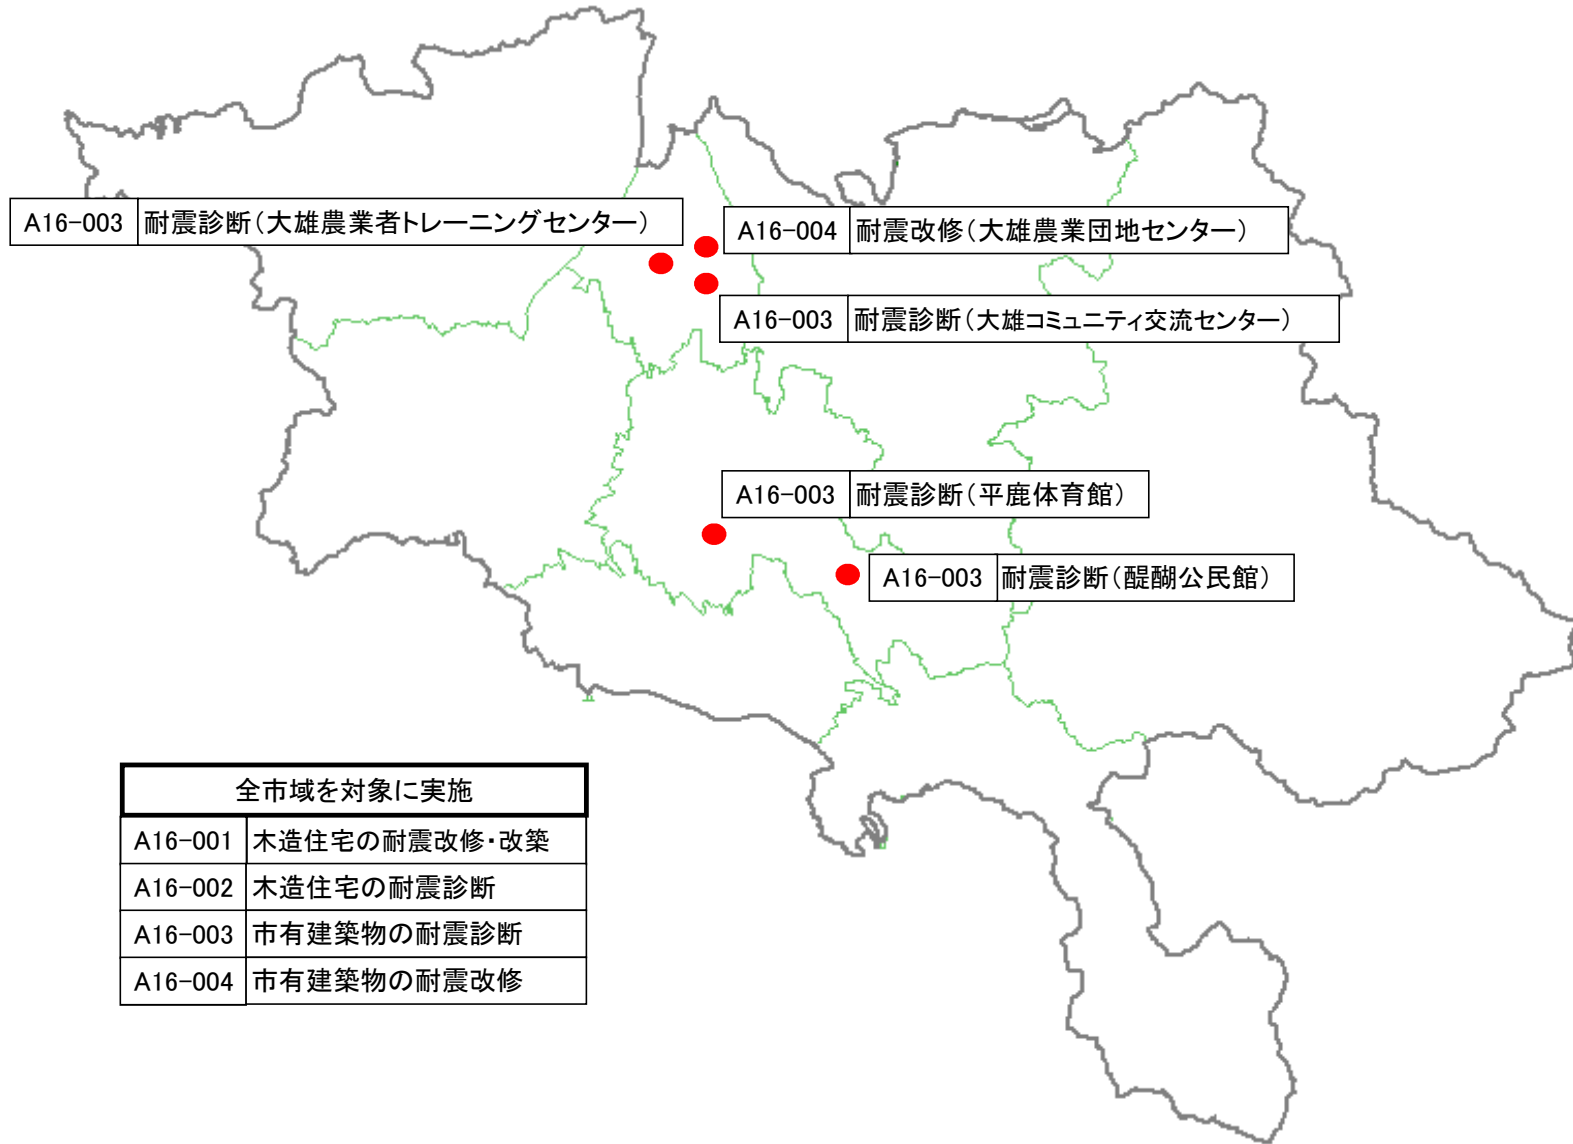 A16-003 耐震診断（大雄農業者トレーニングセンター）
A16-004 耐震改修（大雄農業団地センター）
A16-003 耐震診断（大雄コミュニティ交流センター）
A16-003 耐震診断（平鹿体育館）
A16-003 耐震診断（醍醐公民館）
全市域を対象に実施
A16-001 木造住宅の耐震改修・改築
A16-002 木造住宅の耐震診断
A16-003 市有建築物の耐震診断
A16-004 市有建築物の耐震改修